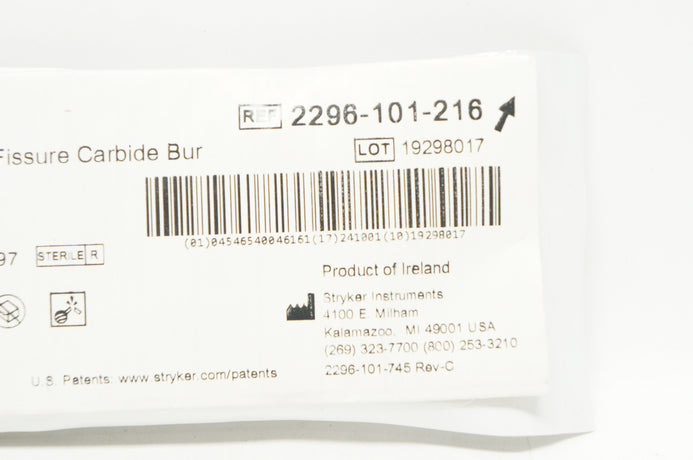 REF 2296-101-216
Fissure Carbide Bur
LOT 19298017
(01)04546540046161(17)241001(10)19298017
97 STERILE R
Product of Ireland
Stryker Instruments
4100 E. Milham
Kalamazoo, MI 49001 USA
(269) 323-7700 (800) 253-3210
2296-101-745 Rev-C
U.S. Patents: www.stryker.com/patents